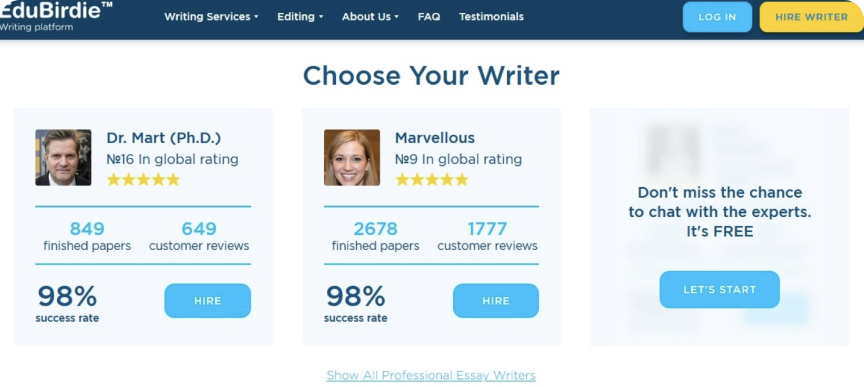 EduBirdie™
Writing platform
Writing Services
Editing
About Us
FAQ
Testimonials
LOG IN
HIRE WRITER
Choose Your Writer
Dr. Mart (Ph.D.)
№16 In global rating
849
finished papers
649
customer reviews
98%
success rate
HIRE
Marvellous
№9 In global rating
2678
finished papers
1777
customer reviews
98%
success rate
HIRE
Don't miss the chance
to chat with the experts.
It's FREE
LET'S START
Show All Professional Essay Writers